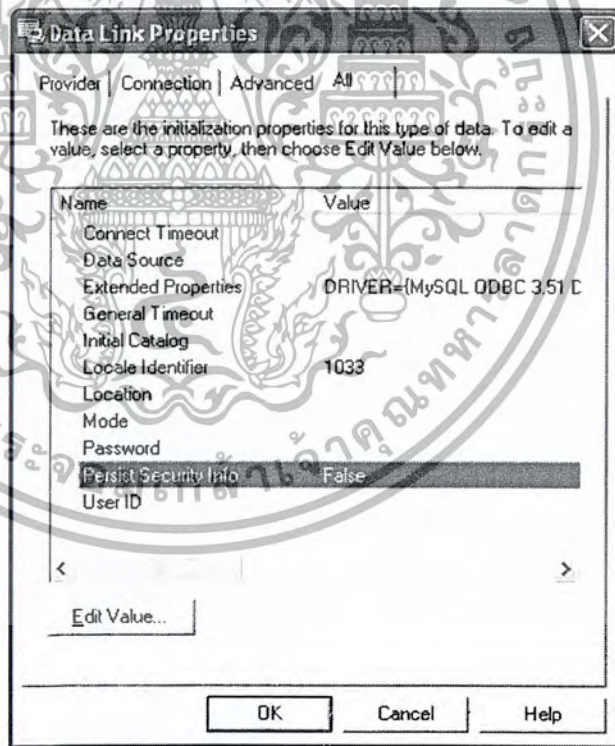 Data Link Properties
Provider Connection Advanced All
These are the initialization properties for this type of data. To edit a
value, select a property, then choose Edit Value below.
Name Value
Connect Timeout
Data Source
Extended Properties DRIVER={MySQL ODBC 3.51 D
General Timeout
Initial Catalog
Locale Identifier 1033
Location
Mode
Password
Persist Security Info False
User ID
Edit Value...
OK Cancel Help